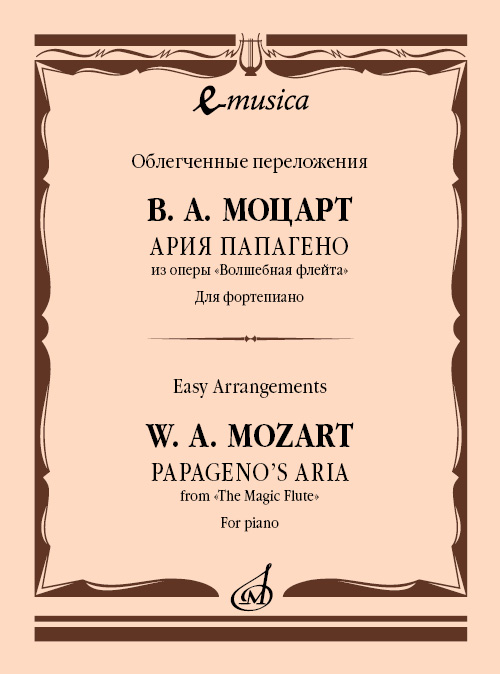 e-musica
Облегченные переложения
В. А. МОЦАРТ
АРИЯ ПАПАГЕНО
из оперы «Волшебная флейта»
Для фортепиано
Easy Arrangements
W. A. MOZART
PAPAGENO'S ARIA
from «The Magic Flute»
For piano